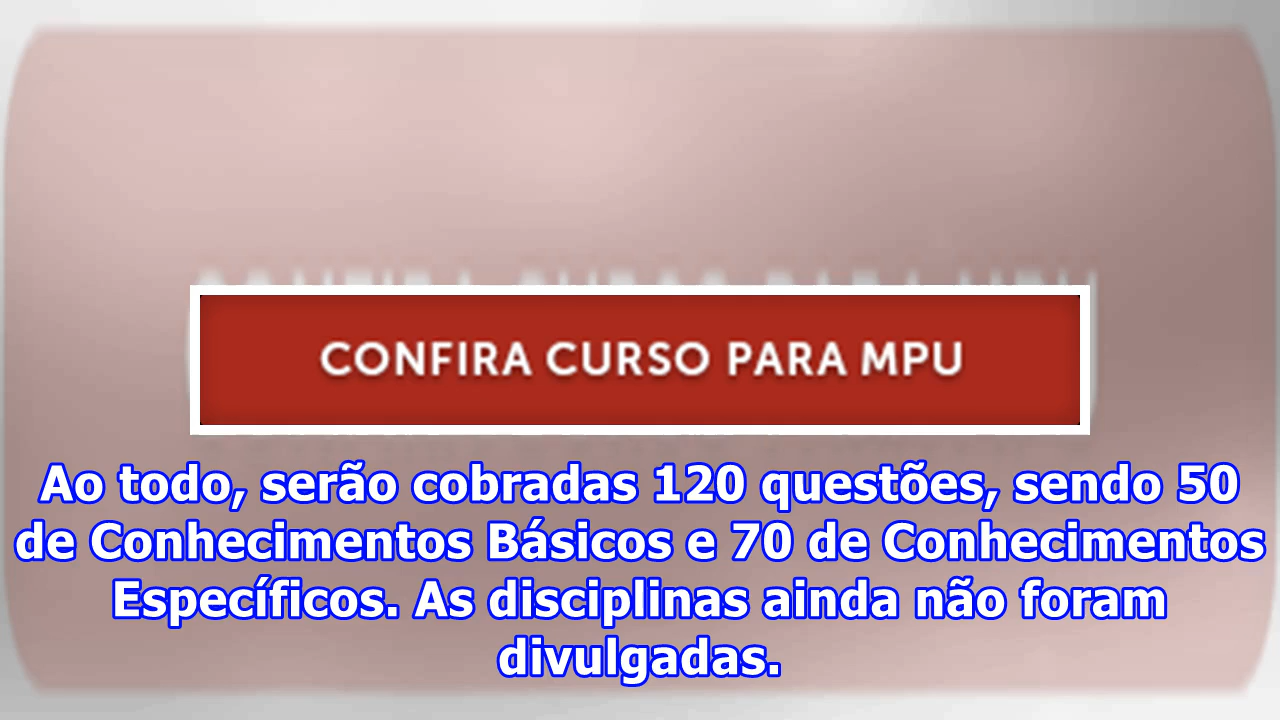 CONFIRA CURSO PARA MPU
Ao todo, serão cobradas 120 questões, sendo 50
de Conhecimentos Básicos e 70 de Conhecimentos
Específicos. As disciplinas ainda não foram
divulgadas.